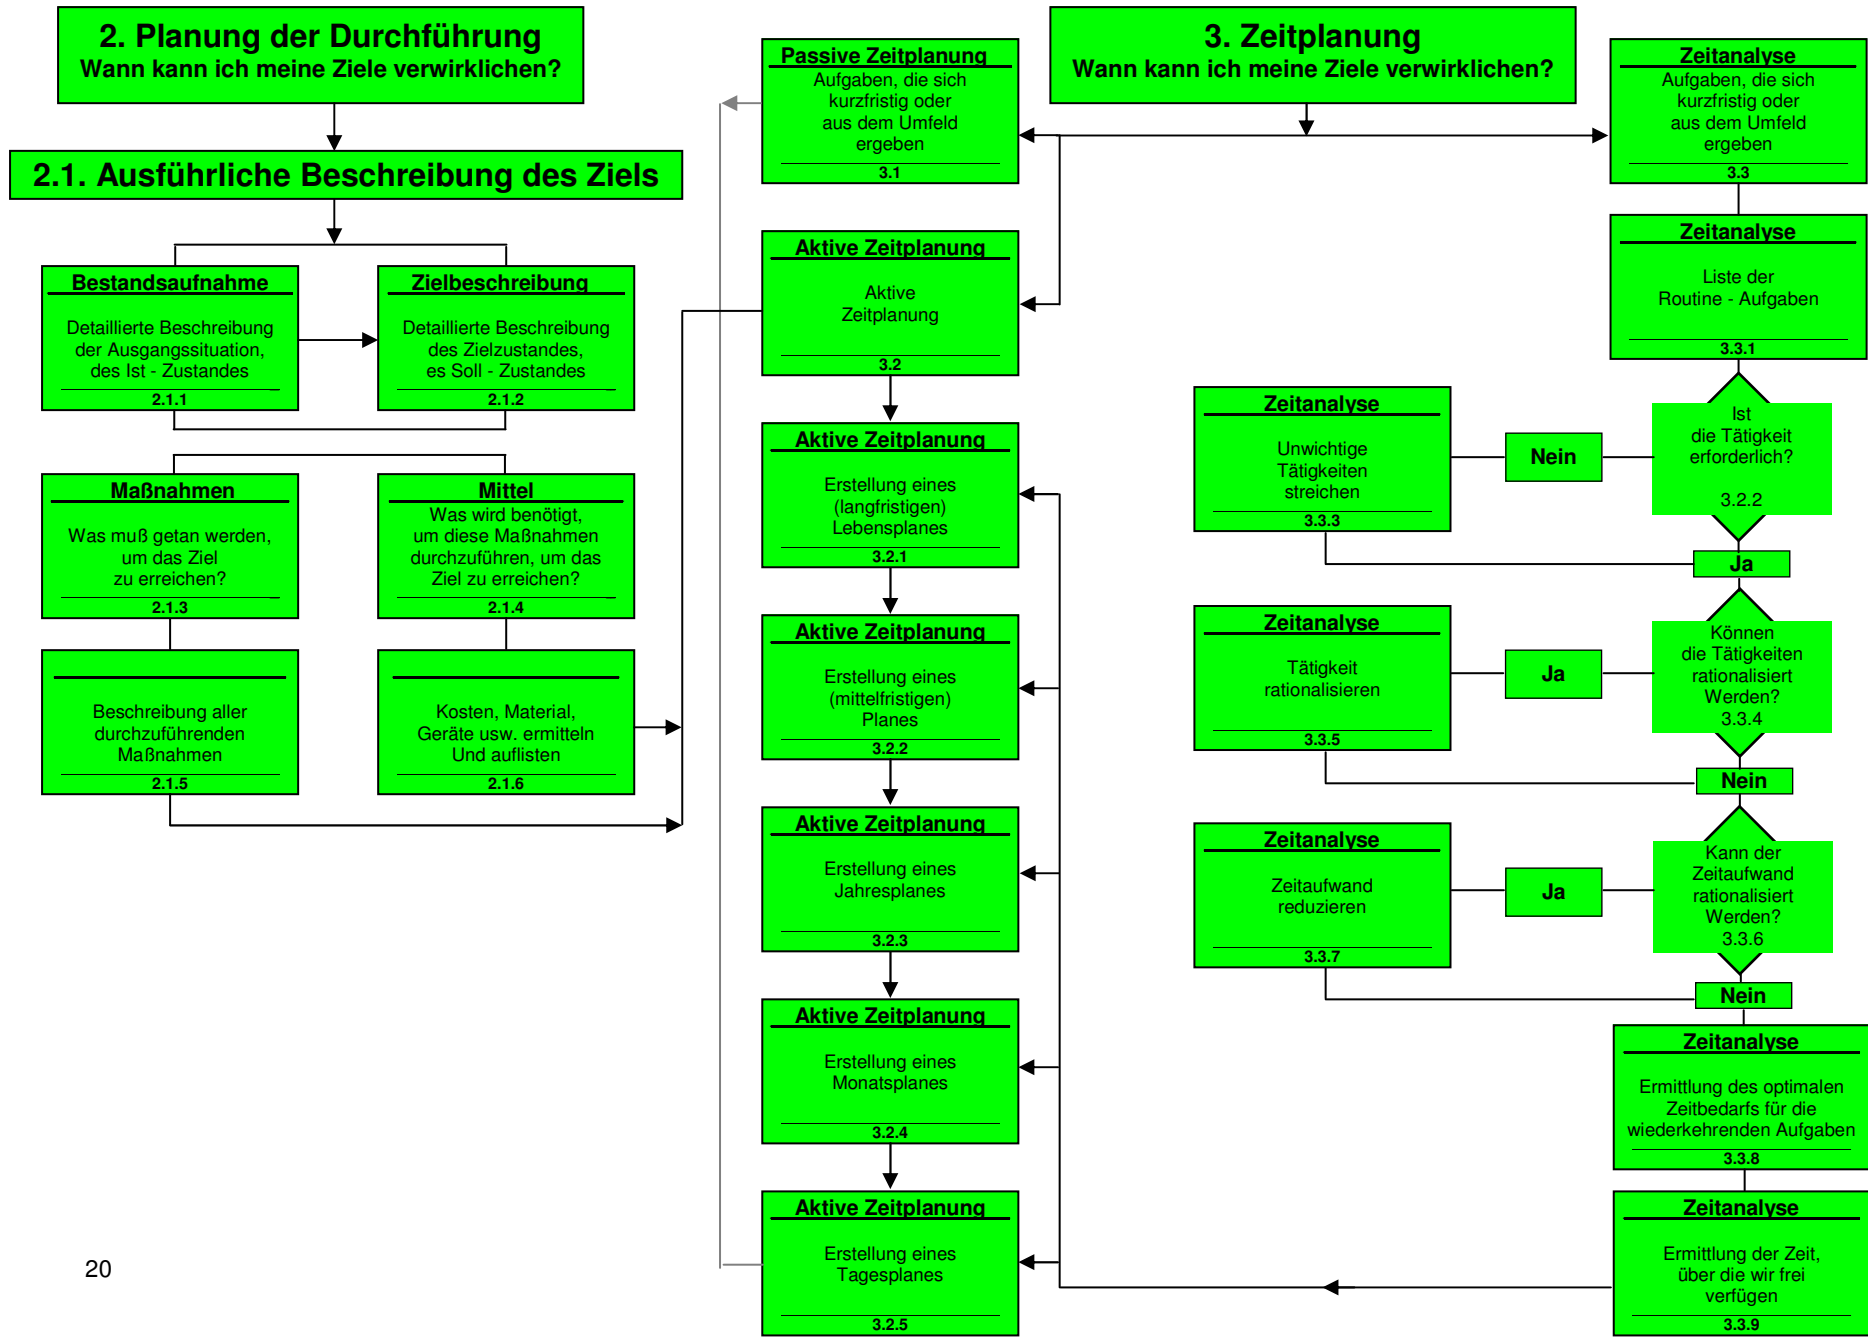 2. Planung der Durchführung
Wann kann ich meine Ziele verwirklichen?
2.1. Ausführliche Beschreibung des Ziels
Bestandsaufnahme
Detaillierte Beschreibung
der Ausgangssituation,
des Ist - Zustandes
2.1.1
Zielbeschreibung
Detaillierte Beschreibung
des Zielzustandes,
es Soll - Zustandes
2.1.2
Maßnahmen
Was muß getan werden,
um das Ziel
zu erreichen?
2.1.3
Mittel
Was wird benötigt,
um diese Maßnahmen
durchzuführen, um das
Ziel zu erreichen?
2.1.4
Beschreibung aller
durchzuführenden
Maßnahmen
2.1.5
Kosten, Material,
Geräte usw. ermitteln
Und auflisten
2.1.6
3. Zeitplanung
Wann kann ich meine Ziele verwirklichen?
Passive Zeitplanung
Aufgaben, die sich
kurzfristig oder
aus dem Umfeld
ergeben
3.1
Aktive Zeitplanung
Aktive
Zeitplanung
3.2
Aktive Zeitplanung
Erstellung eines
(langfristigen)
Lebensplanes
3.2.1
Aktive Zeitplanung
Erstellung eines
(mittelfristigen)
Planes
3.2.2
Aktive Zeitplanung
Erstellung eines
Jahresplanes
3.2.3
Aktive Zeitplanung
Erstellung eines
Monatsplanes
3.2.4
Aktive Zeitplanung
Erstellung eines
Tagesplanes
3.2.5
Zeitanalyse
Aufgaben, die sich
kurzfristig oder
aus dem Umfeld
ergeben
3.3
Zeitanalyse
Liste der
Routine - Aufgaben
3.3.1
Ist
die Tätigkeit
erforderlich?
3.2.2
Nein
Zeitanalyse
Unwichtige
Tätigkeiten
streichen
3.3.3
Ja
Können
die Tätigkeiten
rationalisiert
Werden?
3.3.4
Ja
Zeitanalyse
Tätigkeit
rationalisieren
3.3.5
Nein
Kann der
Zeitaufwand
rationalisiert
Werden?
3.3.6
Ja
Zeitanalyse
Zeitaufwand
reduzieren
3.3.7
Nein
Zeitanalyse
Ermittlung des optimalen
Zeitbedarfs für die
wiederkehrenden Aufgaben
3.3.8
Zeitanalyse
Ermittlung der Zeit,
über die wir frei
verfügen
3.3.9
20